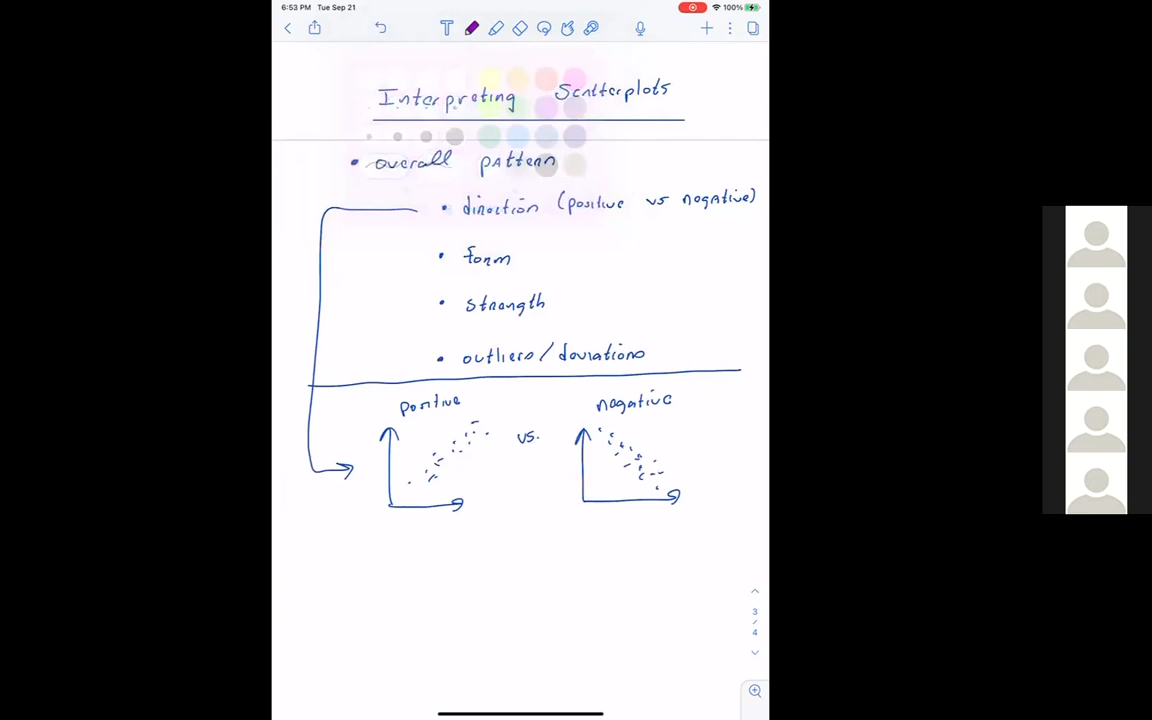 6:53 PM Tue Sep 21
100%
Interpreting Scatterplots
• overall pattern
• direction (positive vs negative)
• form
• strength
• outliers/deviations
positive
vs.
negative
3
/
4